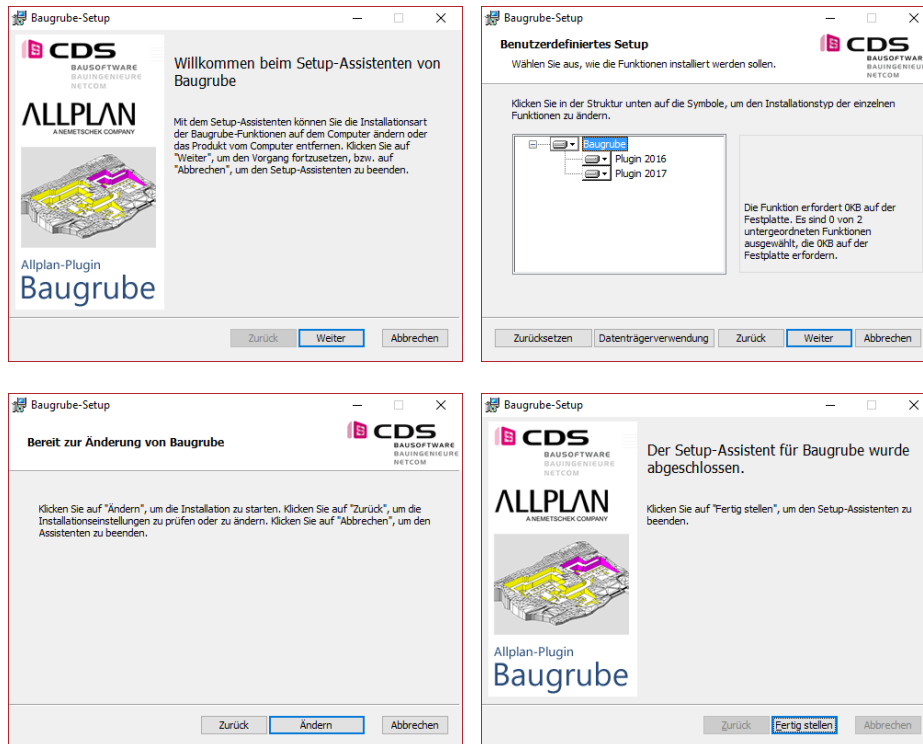 Baugrube-Setup
CDS
BAUSOFTWARE
BAUINGENIEURE
NETCOM
ALLPLAN
A NEMETSCHEK COMPANY
Allplan-Plugin
Baugrube
Willkommen beim Setup-Assistenten von
Baugrube
Mit dem Setup-Assistenten können Sie die Installationsart
der Baugrube-Funktionen auf dem Computer ändern oder
das Produkt vom Computer entfernen. Klicken Sie auf
"Weiter", um den Vorgang fortzusetzen, bzw. auf
"Abbrechen", um den Setup-Assistenten zu beenden.
Zurück Weiter Abbrechen
Baugrube-Setup
Benutzerdefiniertes Setup
Wählen Sie aus, wie die Funktionen installiert werden sollen.
CDS
BAUSOFTWAR
BAUINGENIEU
NETCOM
Klicken Sie in der Struktur unten auf die Symbole, um den Installationstyp der einzelnen
Funktionen zu ändern.
Baugrube
Plugin 2016
Plugin 2017
Die Funktion erfordert 0KB auf der
Festplatte. Es sind 0 von 2
untergeordneten Funktionen
ausgewählt, die 0KB auf der
Festplatte erfordern.
Zurücksetzen Datenträgerverwendung Zurück Weiter Abbrechen
Baugrube-Setup
Bereit zur Änderung von Baugrube
CDS
BAUSOFTWARE
BAUINGENIEURE
NETCOM
Klicken Sie auf "Ändern", um die Installation zu starten. Klicken Sie auf "Zurück", um die
Installationseinstellungen zu prüfen oder zu ändern. Klicken Sie auf "Abbrechen", um den
Assistenten zu beenden.
Zurück Ändern Abbrechen
Baugrube-Setup
CDS
BAUSOFTWARE
BAUINGENIEURE
NETCOM
ALLPLAN
A NEMETSCHEK COMPANY
Allplan-Plugin
Baugrube
Der Setup-Assistent für Baugrube wurde
abgeschlossen.
Klicken Sie auf "Fertig stellen", um den Setup-Assistenten zu
beenden.
Zurück Fertig stellen Abbrechen